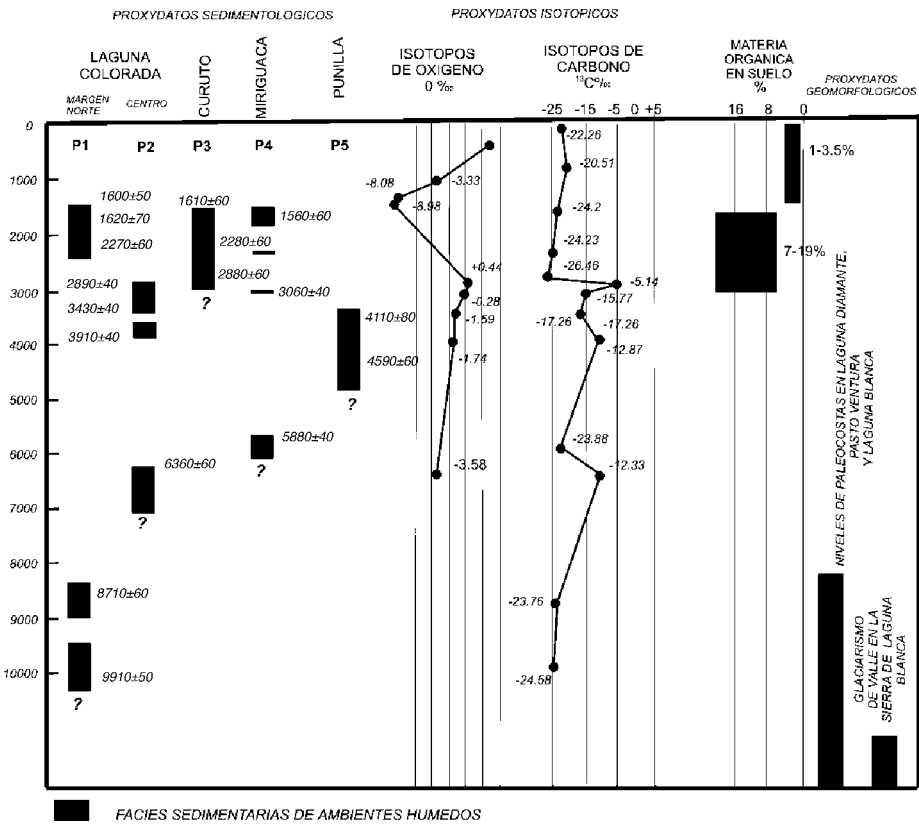 PROXYDATOS SEDIMENTOLOGICOS
PROXYDATOS ISOTOPICOS
LAGUNA
COLORADA
MARGEN
NORTE
CENTRO
CURUTO
MIRIGUACA
PUNILLA
ISOTOPOS
DE OXIGENO
0 ‰
ISOTOPOS DE
CARBONO
13C‰
-25 -15 -5 0 +5
MATERIA
ORGANICA
EN SUELO
%
16 8 0
PROXYDATOS
GEOMORFOLOGICOS
P1 P2 P3 P4 P5
0
1000
2000
3000
4000
5000
6000
7000
8000
9000
10000
1600±50
1620±70
2270±60
8710±60
9910±50
?
2890±40
3430±40
3910±40
6360±60
?
1610±60
2280±60
2880±60
?
1560±60
3060±40
5880±40
?
4110±80
4590±60
?
-3.33
-8.08
-8.98
+0.44
-0.28
-1.59
-1.74
-3.58
-22.26
-20.51
-24.2
-24.23
-26.46
-5.14
-15.77
-17.26
-17.26
-12.87
-23.88
-12.33
-23.76
-24.58
1-3.5%
7-19%
NIVELES DE PALEOCOSTAS EN LAGUNA DIAMANTE,
PASTO VENTURA
Y LAGUNA BLANCA
GLACIARISMO
DE VALLE EN LA
SIERRA DE LAGUNA
BLANCA
FACIES SEDIMENTARIAS DE AMBIENTES HUMEDOS